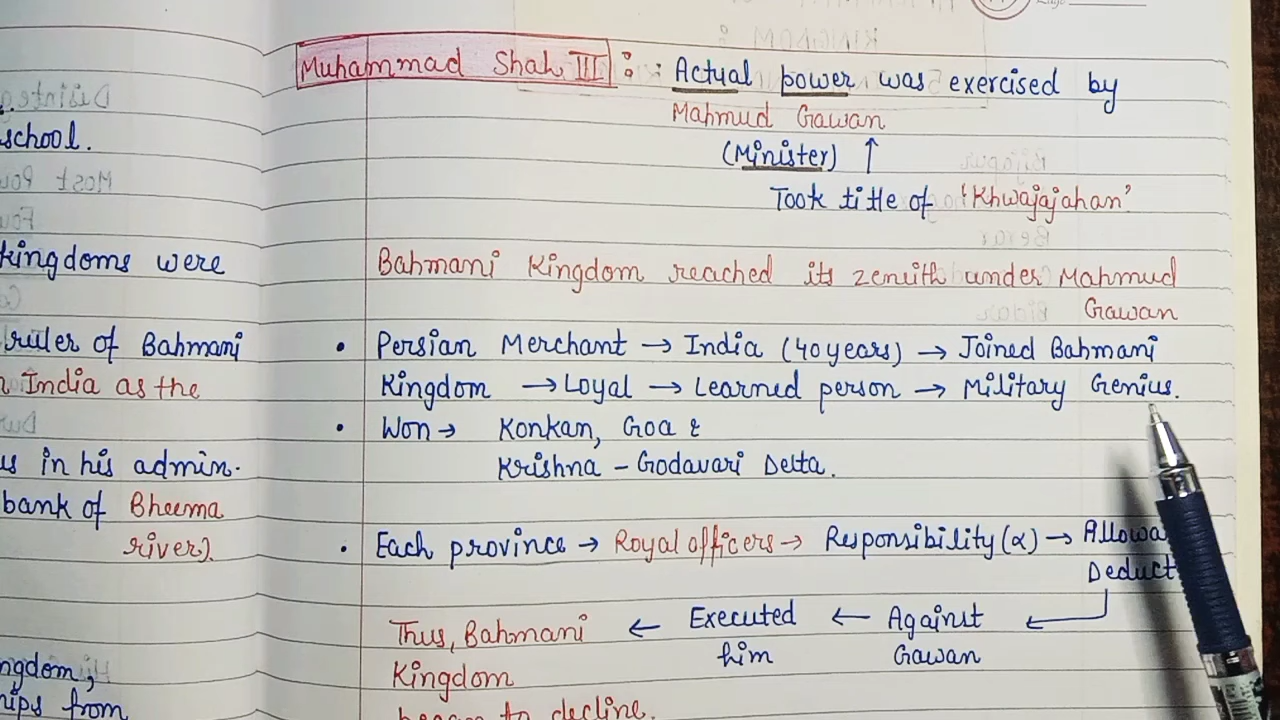 school.
kingdoms were
ruler of Bahmani
India as the
in his admin.
bank of Bheema
river).
Muhammad Shah III : : Actual power was exercised by
Mahmud Gawan
(Minister) ↑
Took title of 'Khwajajahan'
Bahmani Kingdom reached its zenith under Mahmud
Gawan
• Persian Merchant → India (40 years) → Joined Bahmani
Kingdom → Loyal → Learned person → Military Genius.
• Won → Konkan, Goa &
Krishna - Godavari Delta.
• Each province → Royal officers → Responsibility (α) → Allowa
Deduct
Thus, Bahmani ← Executed ← Against ←
Kingdom him Gawan
began to decline.
ngdom,
from